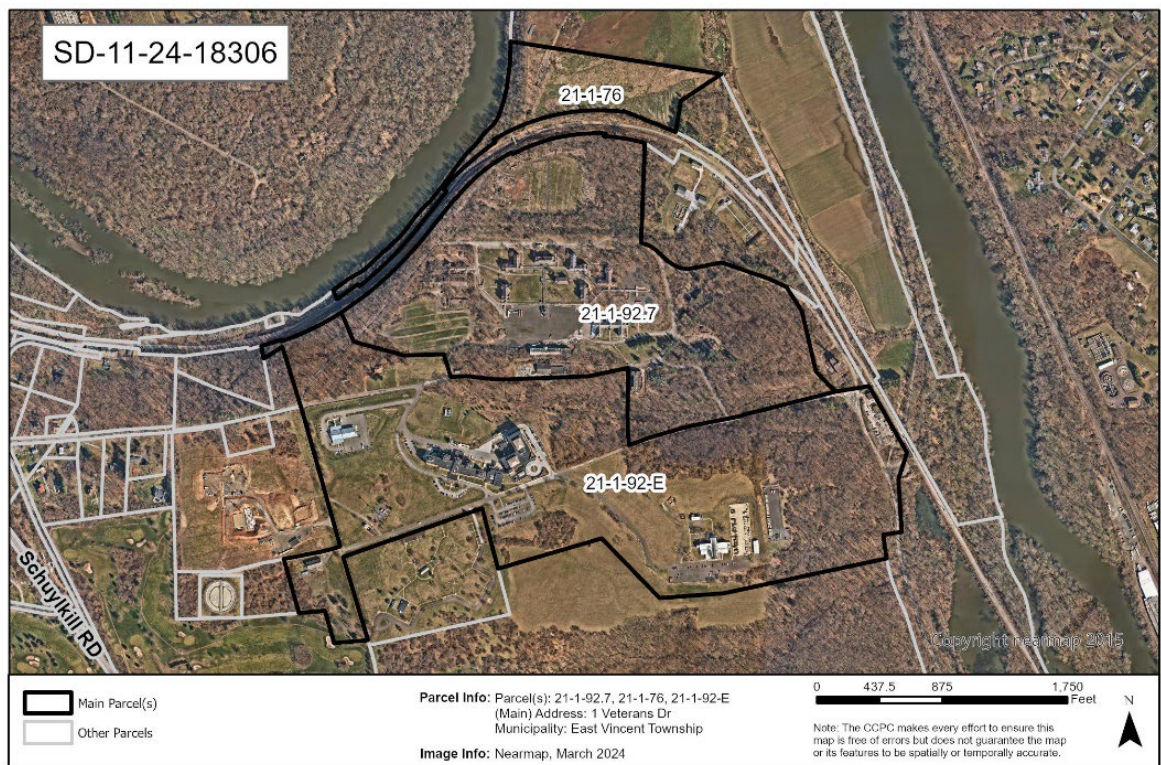 SD-11-24-18306
21-1-76
21-1-92.7
21-1-92-E
Schuylkill RD
Copyright nearmap 2015
Main Parcel(s)
Other Parcels
Parcel Info: Parcel(s): 21-1-92.7, 21-1-76, 21-1-92-E
(Main) Address: 1 Veterans Dr
Municipality: East Vincent Township
Image Info: Nearmap, March 2024
0 437.5 875 1,750
Feet
N
Note: The CCPC makes every effort to ensure this
map is free of errors but does not guarantee the map
or its features to be spatially or temporally accurate.